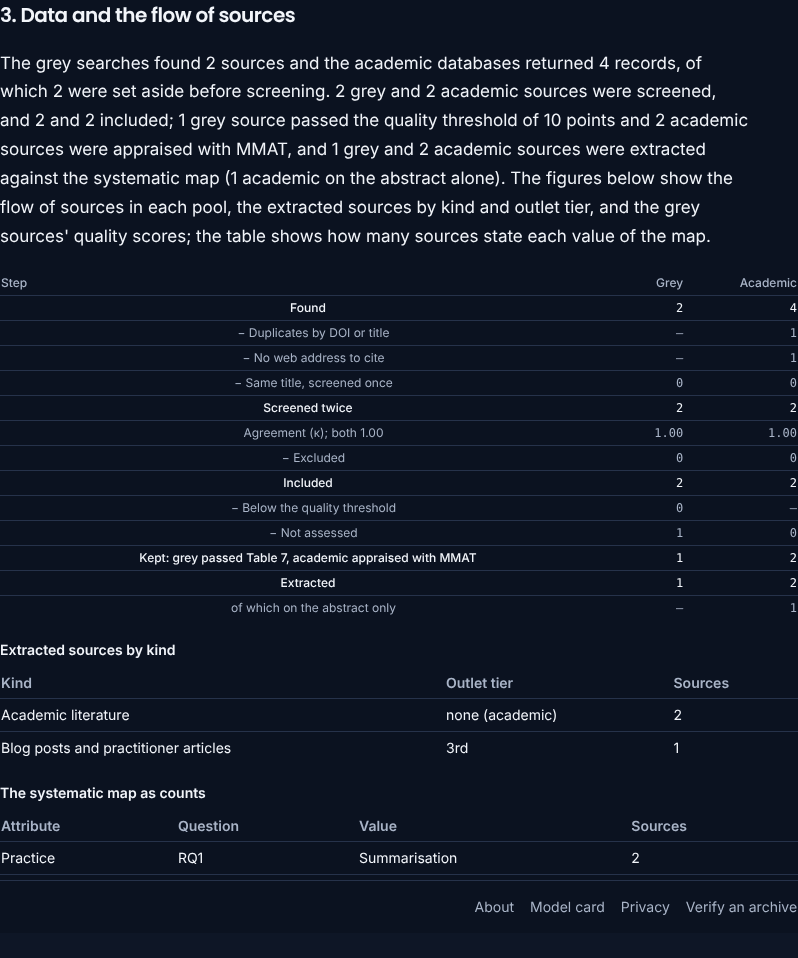 3. Data and the flow of sources
The grey searches found 2 sources and the academic databases returned 4 records, of
which 2 were set aside before screening. 2 grey and 2 academic sources were screened,
and 2 and 2 included; 1 grey source passed the quality threshold of 10 points and 2 academic
sources were appraised with MMAT, and 1 grey and 2 academic sources were extracted
against the systematic map (1 academic on the abstract alone). The figures below show the
flow of sources in each pool, the extracted sources by kind and outlet tier, and the grey
sources' quality scores; the table shows how many sources state each value of the map.
Step Grey Academic
Found 2 4
− Duplicates by DOI or title — 1
− No web address to cite — 1
− Same title, screened once 0 0
Screened twice 2 2
Agreement (κ); both 1.00 1.00 1.00
− Excluded 0 0
Included 2 2
− Below the quality threshold 0 —
− Not assessed 1 0
Kept: grey passed Table 7, academic appraised with MMAT 1 2
Extracted 1 2
of which on the abstract only — 1
Extracted sources by kind
Kind Outlet tier Sources
Academic literature none (academic) 2
Blog posts and practitioner articles 3rd 1
The systematic map as counts
Attribute Question Value Sources
Practice RQ1 Summarisation 2
About Model card Privacy Verify an archive